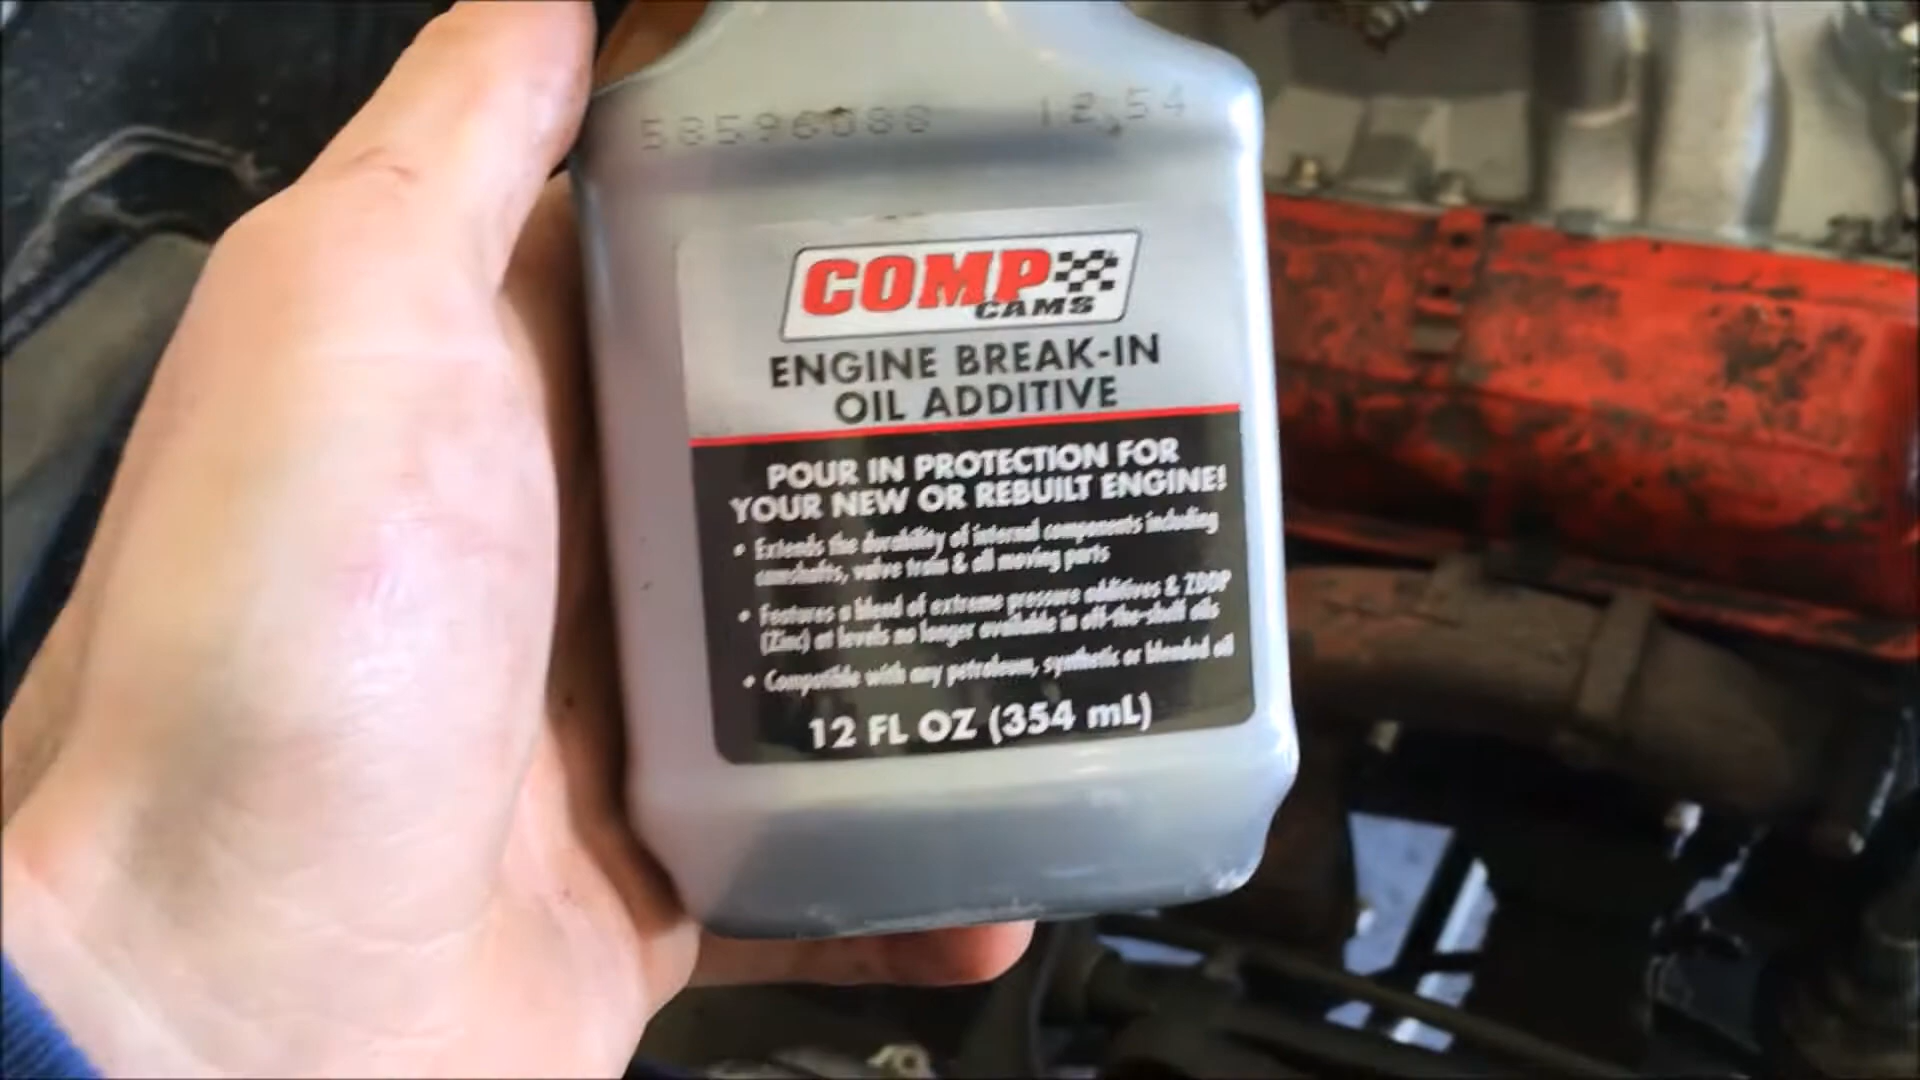 58596088 12:54
COMP
CAMS
ENGINE BREAK-IN
OIL ADDITIVE
POUR IN PROTECTION FOR
YOUR NEW OR REBUILT ENGINE!
• Extends the durability of internal components including
camshafts, valve train & all moving parts
• Features a blend of extreme pressure additives & ZDDP
(Zinc) at levels no longer available in off-the-shelf oils
• Compatible with any petroleum, synthetic or blended oil
12 FL OZ (354 mL)